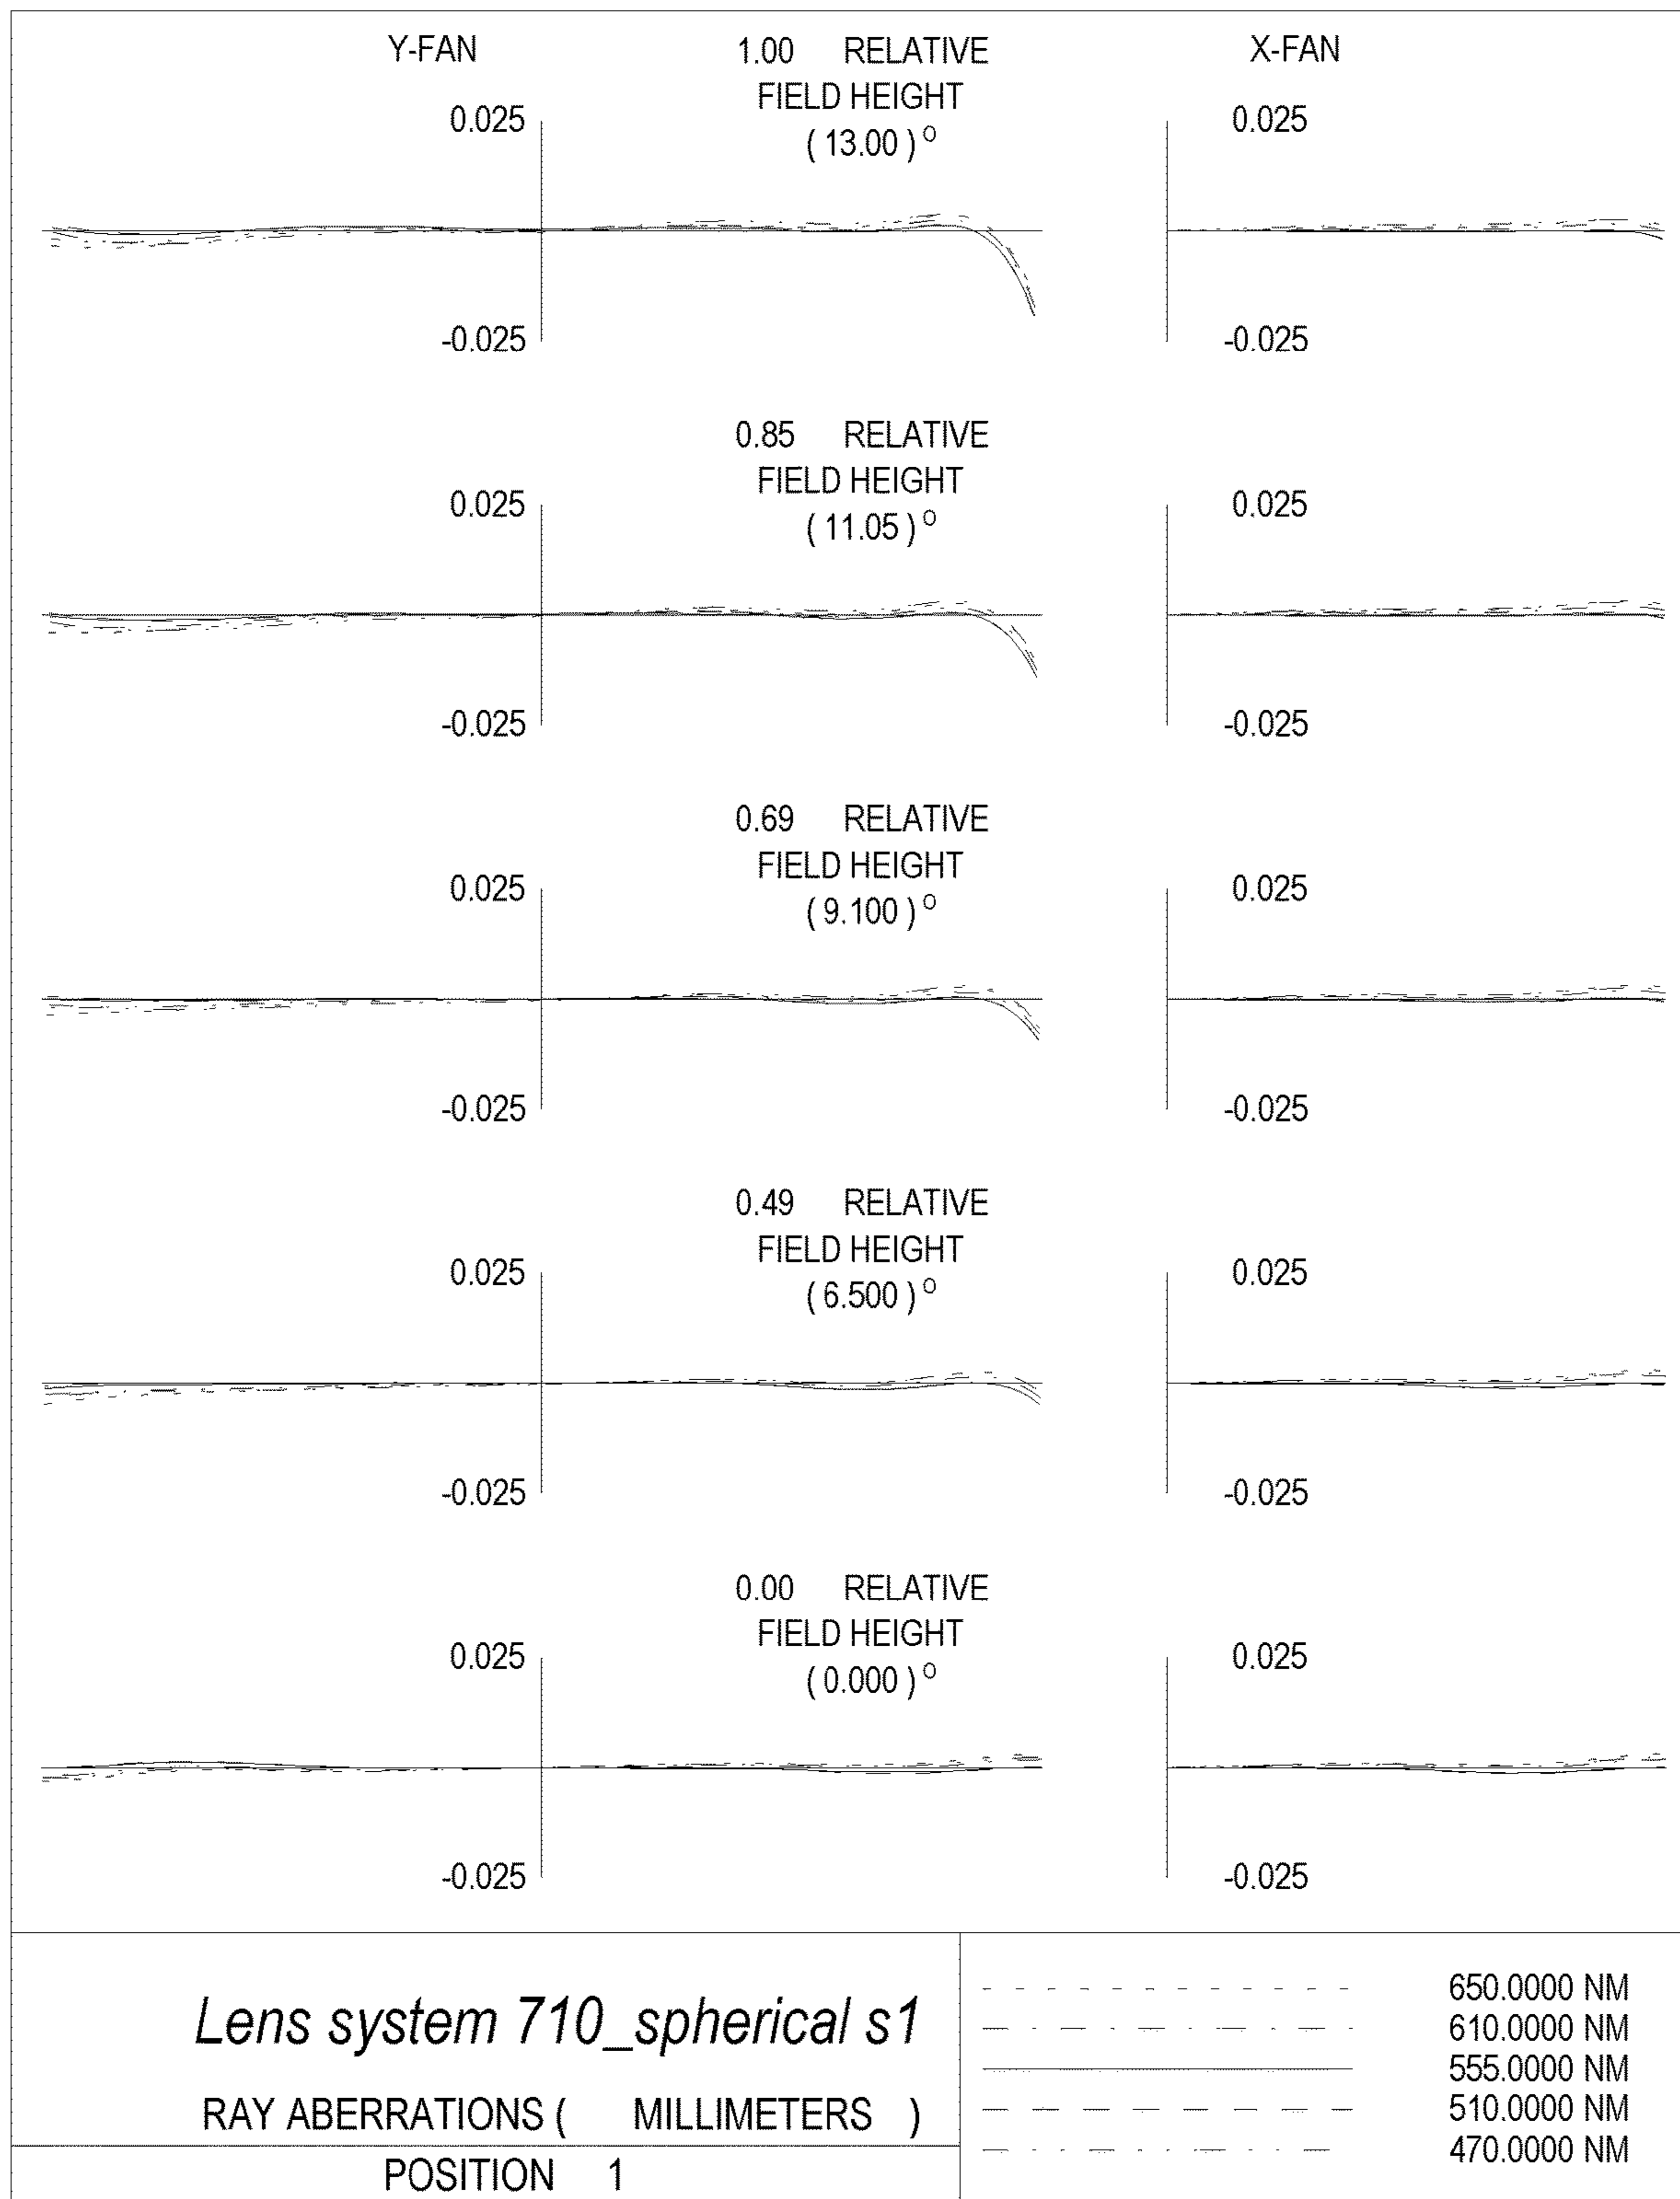 Y-FAN 1.00 RELATIVE X-FAN
FIELD HEIGHT
0.025 ( 13.00 )° 0.025
-0.025 -0.025
0.85 RELATIVE
FIELD HEIGHT
0.025 ( 11.05 )° 0.025
-0.025 -0.025
0.69 RELATIVE
FIELD HEIGHT
0.025 ( 9.100 )° 0.025
-0.025 -0.025
0.49 RELATIVE
FIELD HEIGHT
0.025 ( 6.500 )° 0.025
-0.025 -0.025
0.00 RELATIVE
FIELD HEIGHT
0.025 ( 0.000 )° 0.025
-0.025 -0.025
Lens system 710_spherical s1
RAY ABERRATIONS ( MILLIMETERS )
POSITION 1
650.0000 NM
610.0000 NM
555.0000 NM
510.0000 NM
470.0000 NM